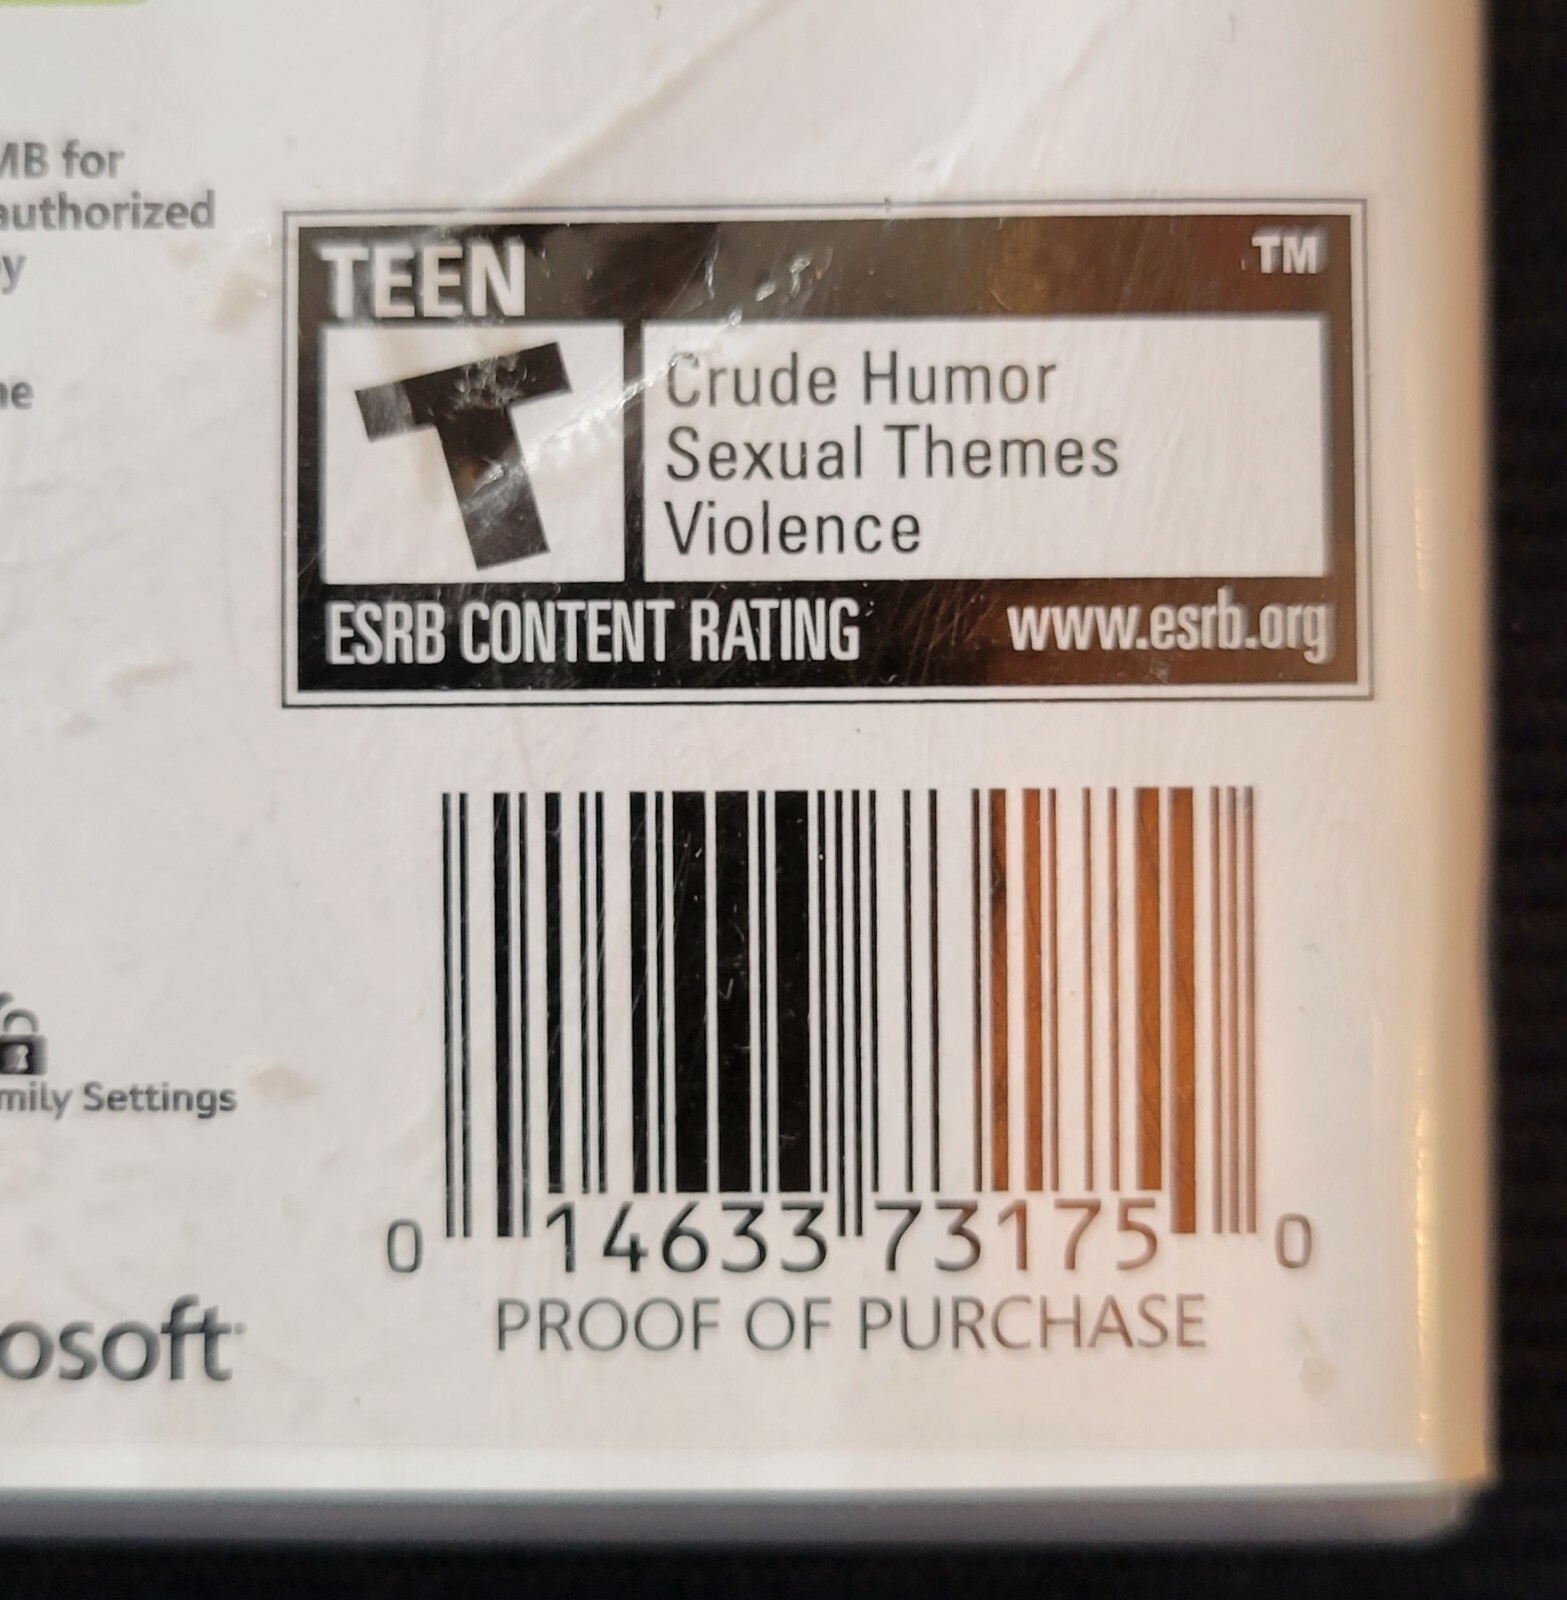 MB for
authorized
y
TEEN
TM
T
Crude Humor
Sexual Themes
Violence
ESRB CONTENT RATING www.esrb.org
mily Settings
0 14633 73175 0
PROOF OF PURCHASE
osoft